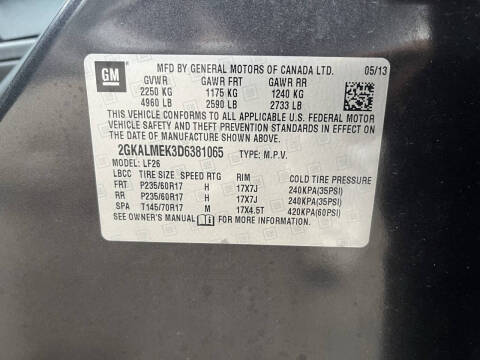 GM
MFD BY GENERAL MOTORS OF CANADA LTD. 05/13
GVWR GAWR FRT GAWR RR
2250 KG 1175 KG 1240 KG
4960 LB 2590 LB 2733 LB
THIS VEHICLE CONFORMS TO ALL APPLICABLE U.S. FEDERAL MOTOR
VEHICLE SAFETY, BUMPER, AND THEFT PREVENTION STANDARDS IN EFFECT ON
THE DATE OF MANUFACTURE SHOWN ABOVE.
2GKALMEK3D6381065 TYPE: M.P.V.
MODEL: LF26
LBCC TIRE SIZE SPEED RTG RIM COLD TIRE PRESSURE
FRT P235/60R17 H 17X7J 240KPA(35PSI)
RR P235/60R17 H 17X7J 240KPA(35PSI)
SPA T145/70R17 M 17X4.5T 420KPA(60PSI)
SEE OWNER'S MANUAL FOR MORE INFORMATION.